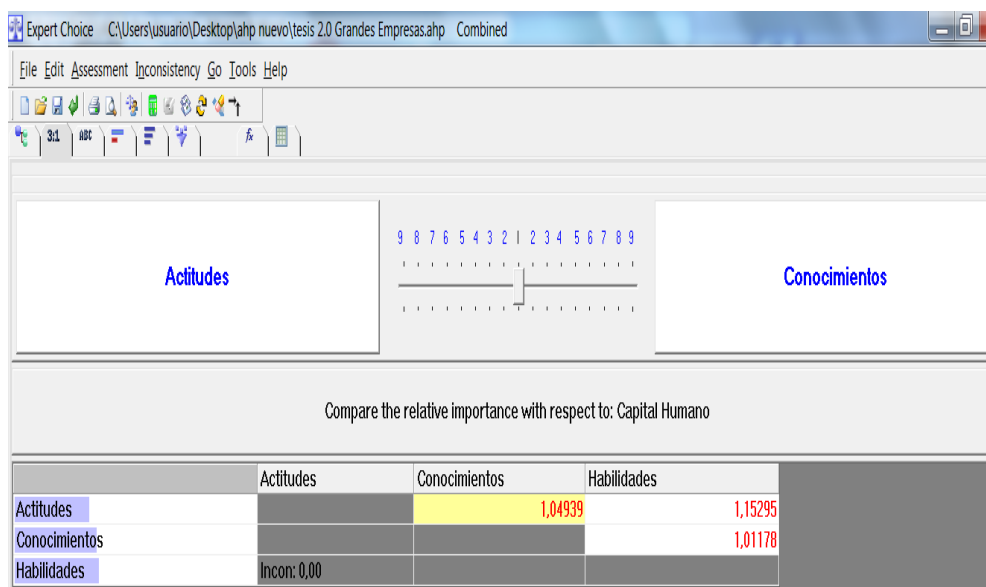 Expert Choice C:\Users\usuario\Desktop\ahp nuevo\tesis 2.0 Grandes Empresas.ahp Combined
File Edit Assessment Inconsistency Go Tools Help
3:1 ABC fx
9 8 7 6 5 4 3 2 1 2 3 4 5 6 7 8 9
Actitudes Conocimientos
Compare the relative importance with respect to: Capital Humano
Actitudes Conocimientos Habilidades
Actitudes 1,04939 1,15295
Conocimientos 1,01178
Habilidades Incon: 0,00